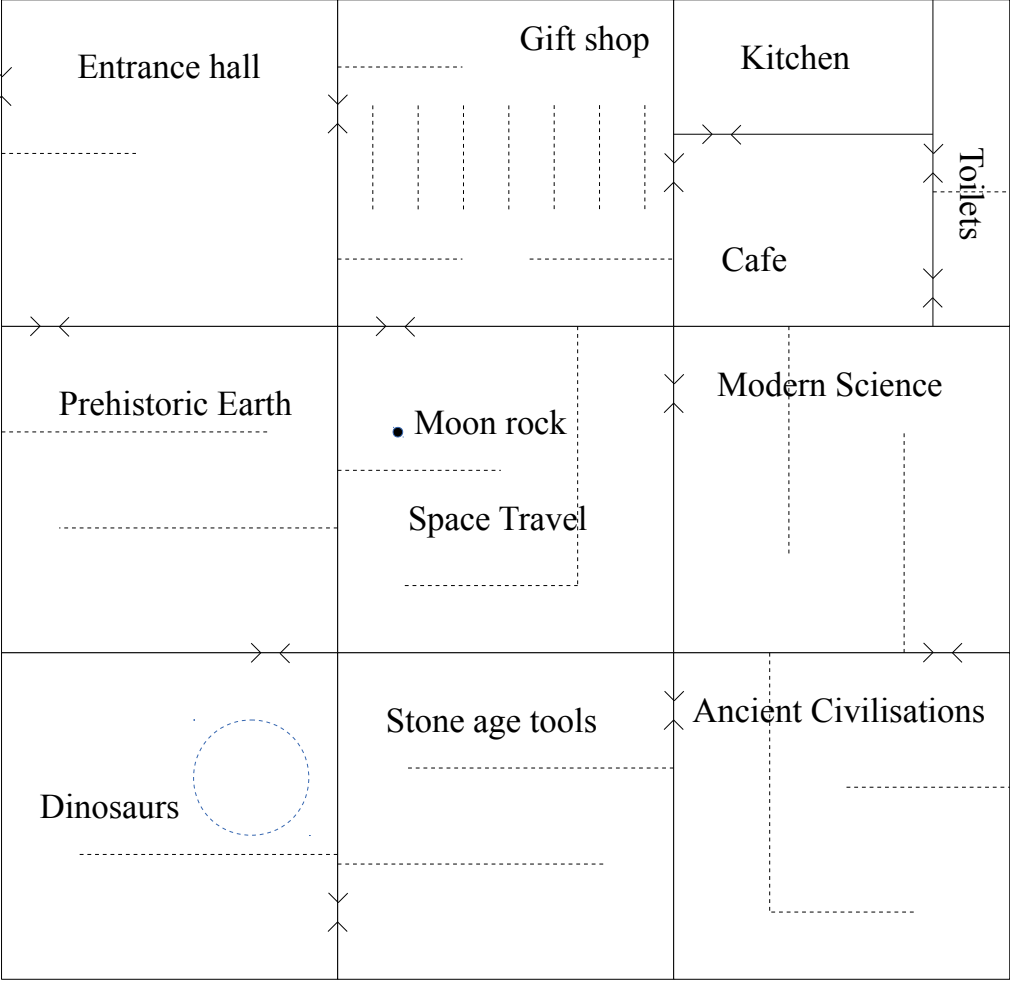 Entrance hall
Gift shop
Kitchen
Toilets
Cafe
Prehistoric Earth
Moon rock
Space Travel
Modern Science
Dinosaurs
Stone age tools
Ancient Civilisations